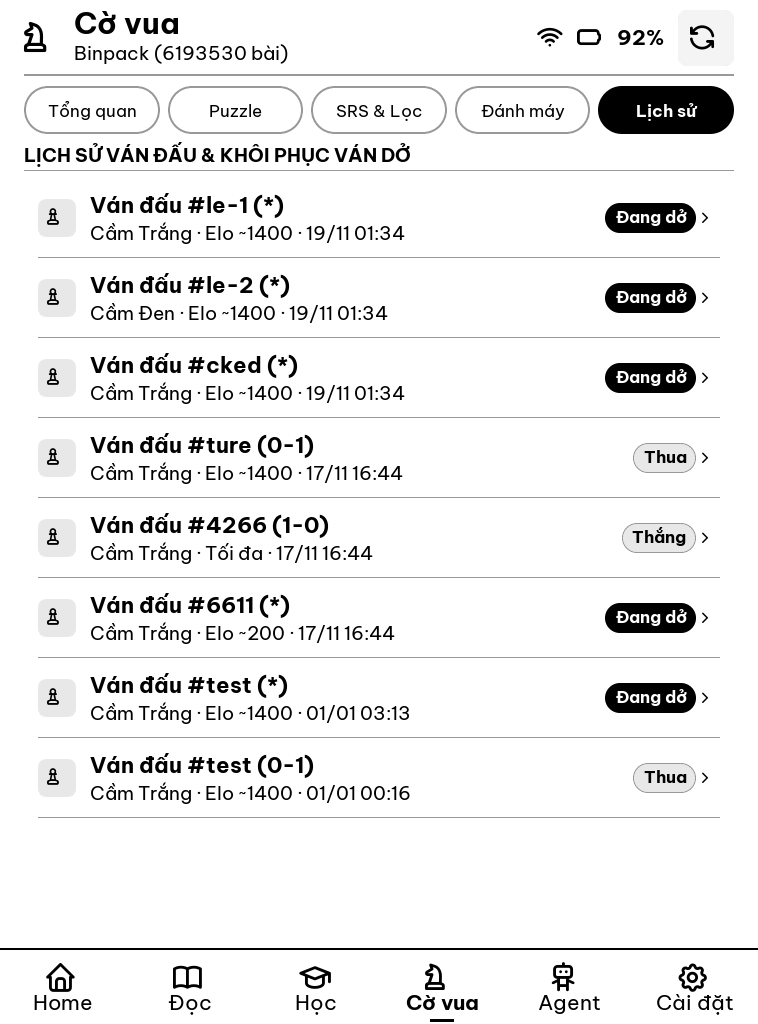 Cờ vua
Binpack (6193530 bài)
92%
Tổng quan
Puzzle
SRS & Lọc
Đánh máy
Lịch sử
LỊCH SỬ VÁN ĐẤU & KHÔI PHỤC VÁN DỞ
Ván đấu #le-1 (*)
Đang dở
Cầm Trắng · Elo ~1400 · 19/11 01:34
Ván đấu #le-2 (*)
Đang dở
Cầm Đen · Elo ~1400 · 19/11 01:34
Ván đấu #cked (*)
Đang dở
Cầm Trắng · Elo ~1400 · 19/11 01:34
Ván đấu #ture (0-1)
Thua
Cầm Trắng · Elo ~1400 · 17/11 16:44
Ván đấu #4266 (1-0)
Thắng
Cầm Trắng · Tối đa · 17/11 16:44
Ván đấu #6611 (*)
Đang dở
Cầm Trắng · Elo ~200 · 17/11 16:44
Ván đấu #test (*)
Đang dở
Cầm Trắng · Elo ~1400 · 01/01 03:13
Ván đấu #test (0-1)
Thua
Cầm Trắng · Elo ~1400 · 01/01 00:16
Home
Đọc
Học
Cờ vua
Agent
Cài đặt